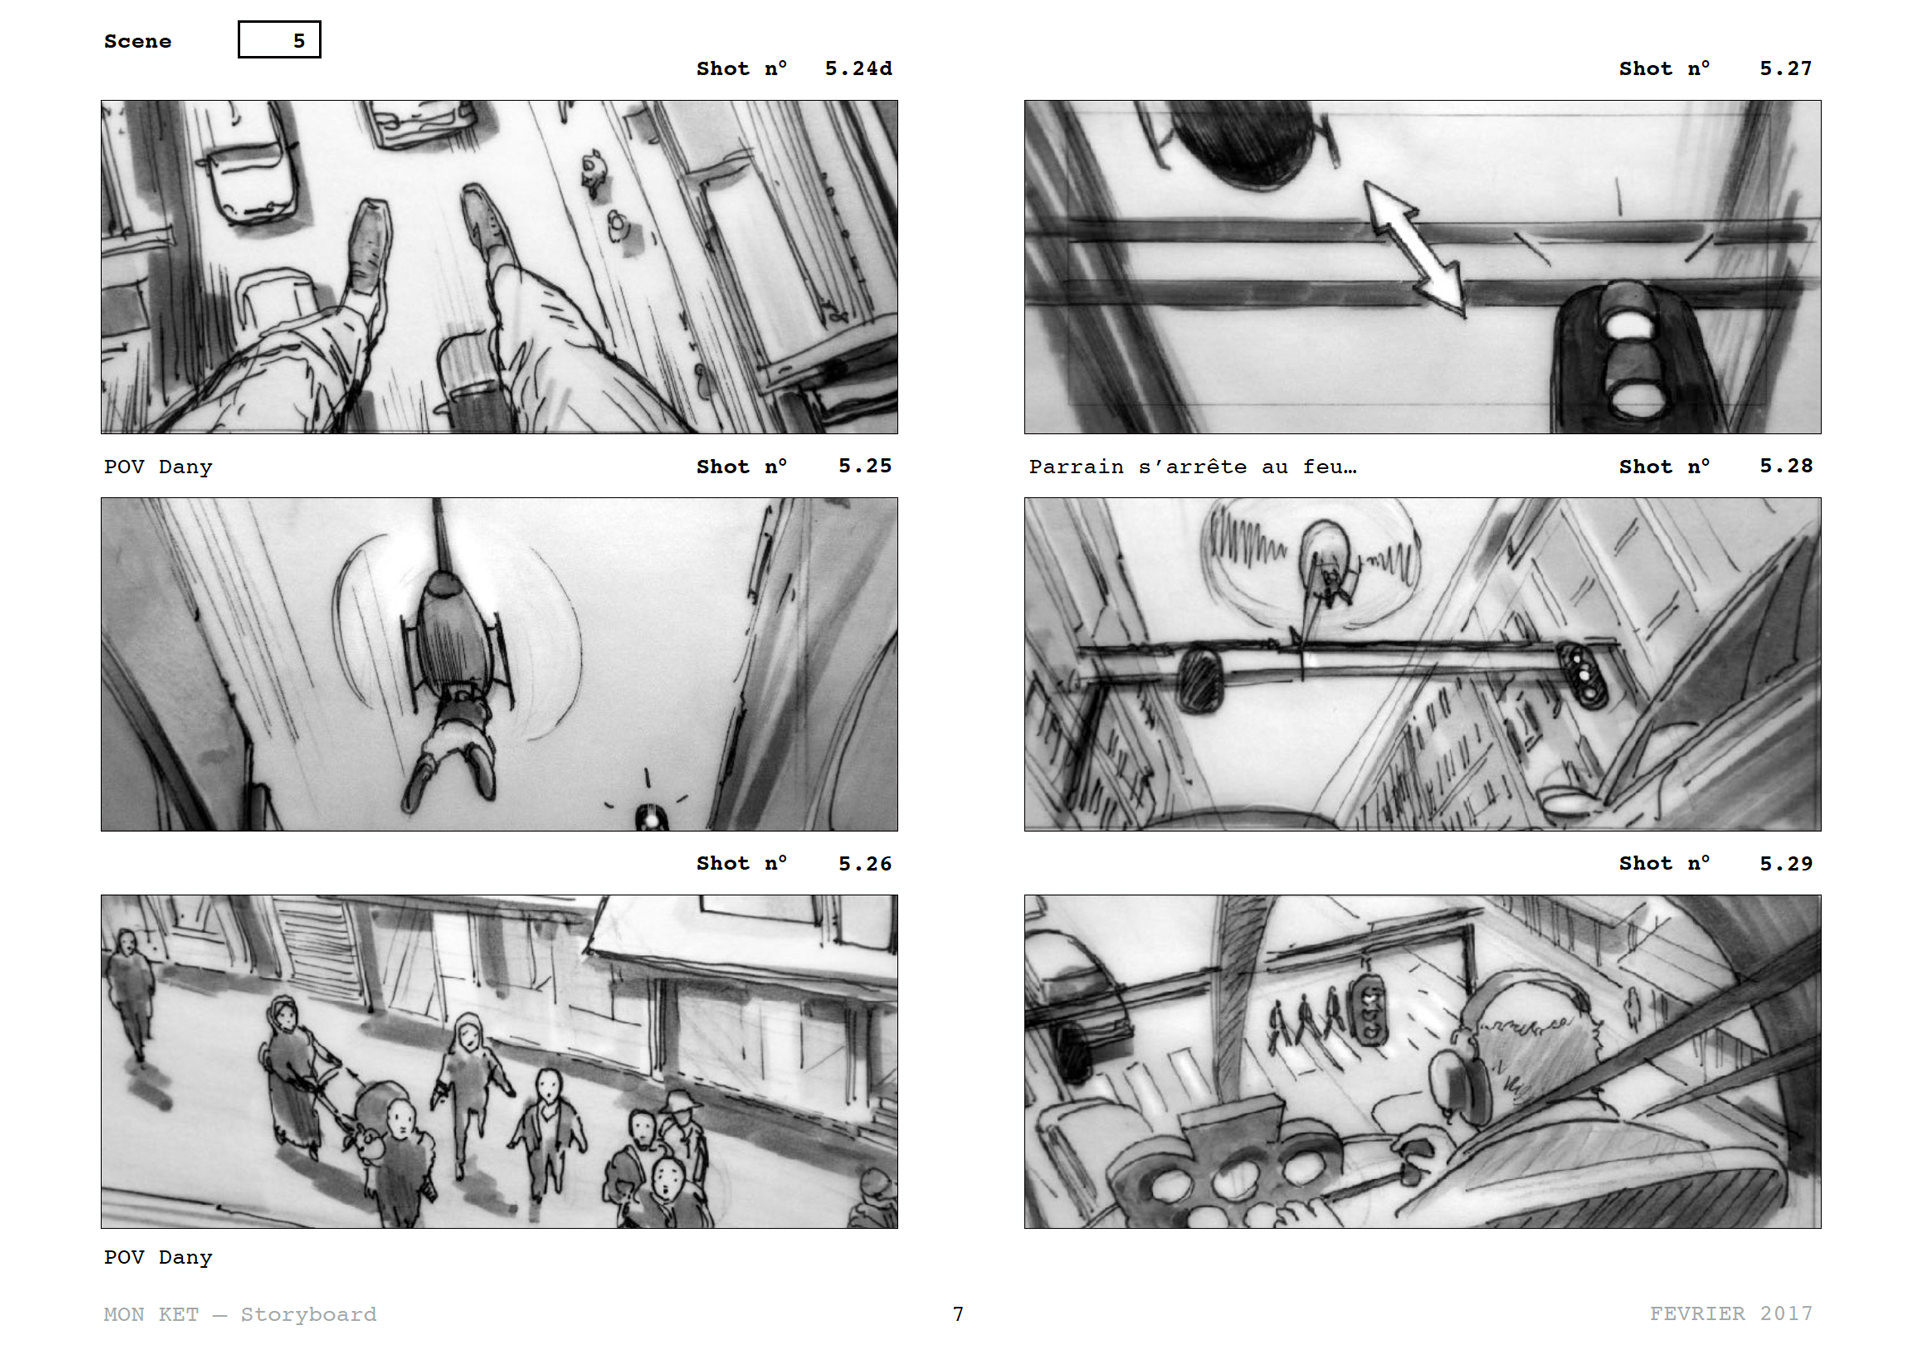 Scene 5
Shot n° 5.24d
POV Dany
Shot n° 5.25
Shot n° 5.26
POV Dany
Shot n° 5.27
Parrain s’arrête au feu…
Shot n° 5.28
Shot n° 5.29
MON KET – Storyboard
7
FEVRIER 2017